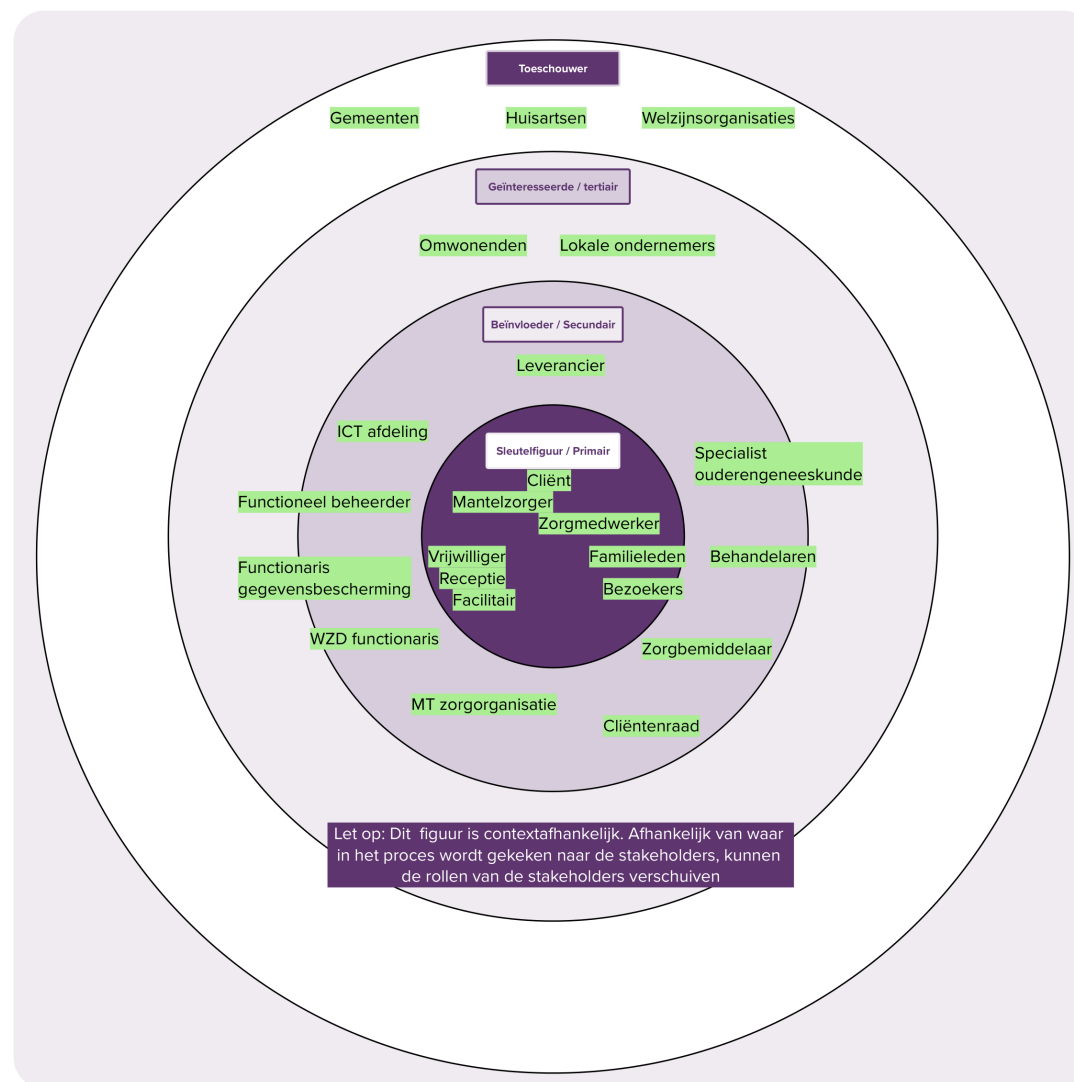 Toeschouwer
Gemeenten
Huisartsen
Welzijnsorganisaties
Geïnteresseerde / tertiair
Omwonenden
Lokale ondernemers
Beïnvloeder / Secundair
Leverancier
ICT afdeling
Sleutelfiguur / Primair
Specialist
ouderengeneeskunde
Cliënt
Mantelzorger
Functioneel beheerder
Zorgmedwerker
Vrijwilliger
Familieleden
Behandelaren
Functionaris
gegevensbescherming
Receptie
Bezoekers
Facilitair
WZD functionaris
Zorgbemiddelaar
MT zorgorganisatie
Cliëntenraad
Let op: Dit  figuur is contextafhankelijk. Afhankelijk van waar
in het proces wordt gekeken naar de stakeholders, kunnen
de rollen van de stakeholders verschuiven